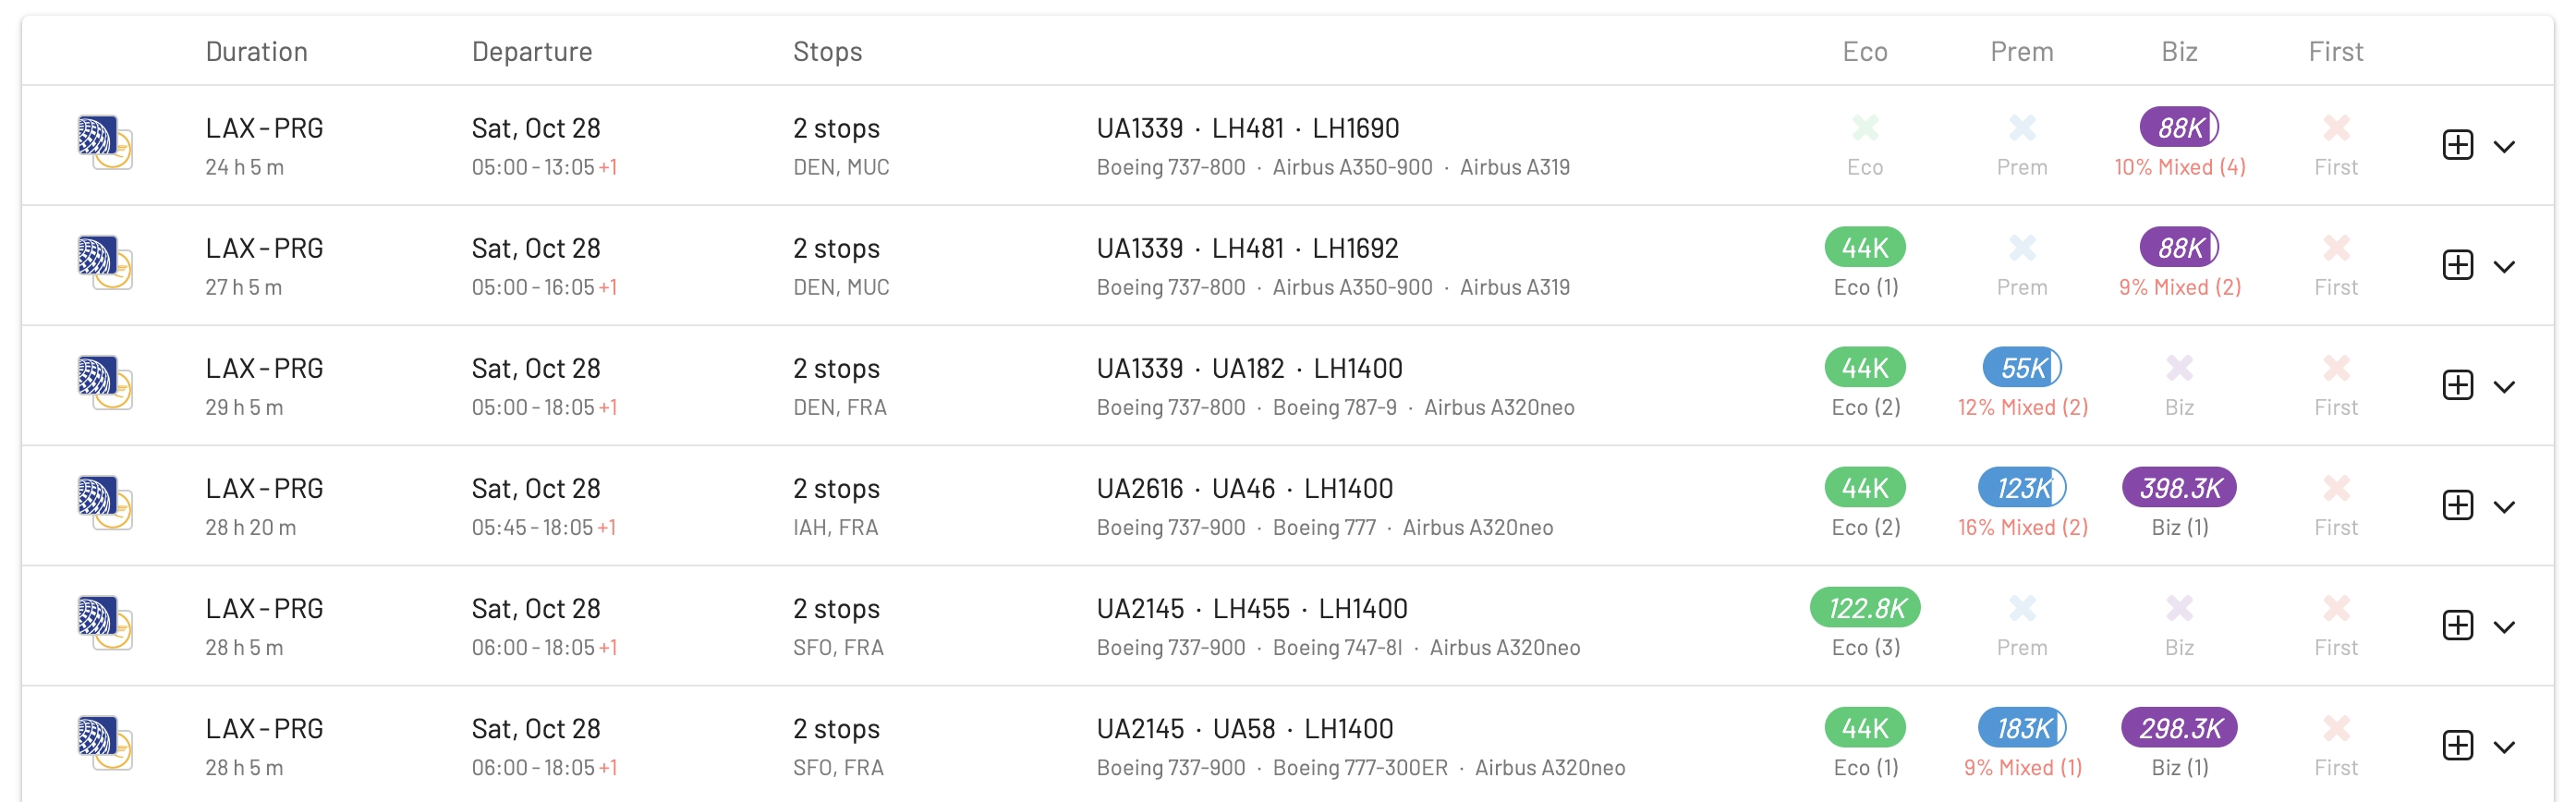 Duration Departure Stops Eco Prem Biz First
LAX - PRG Sat, Oct 28 2 stops UA1339 · LH481 · LH1690 88K
24 h 5 m 05:00 - 13:05 +1 DEN, MUC Boeing 737-800 · Airbus A350-900 · Airbus A319 Eco Prem 10% Mixed (4) First
LAX - PRG Sat, Oct 28 2 stops UA1339 · LH481 · LH1692 44K 88K
27 h 5 m 05:00 - 16:05 +1 DEN, MUC Boeing 737-800 · Airbus A350-900 · Airbus A319 Eco (1) Prem 9% Mixed (2) First
LAX - PRG Sat, Oct 28 2 stops UA1339 · UA182 · LH1400 44K 55K
29 h 5 m 05:00 - 18:05 +1 DEN, FRA Boeing 737-800 · Boeing 787-9 · Airbus A320neo Eco (2) 12% Mixed (2) Biz First
LAX - PRG Sat, Oct 28 2 stops UA2616 · UA46 · LH1400 44K 123K 398.3K
28 h 20 m 05:45 - 18:05 +1 IAH, FRA Boeing 737-900 · Boeing 777 · Airbus A320neo Eco (2) 16% Mixed (2) Biz (1) First
LAX - PRG Sat, Oct 28 2 stops UA2145 · LH455 · LH1400 122.8K
28 h 5 m 06:00 - 18:05 +1 SFO, FRA Boeing 737-900 · Boeing 747-8I · Airbus A320neo Eco (3) Prem Biz First
LAX - PRG Sat, Oct 28 2 stops UA2145 · UA58 · LH1400 44K 183K 298.3K
28 h 5 m 06:00 - 18:05 +1 SFO, FRA Boeing 737-900 · Boeing 777-300ER · Airbus A320neo Eco (1) 9% Mixed (1) Biz (1) First